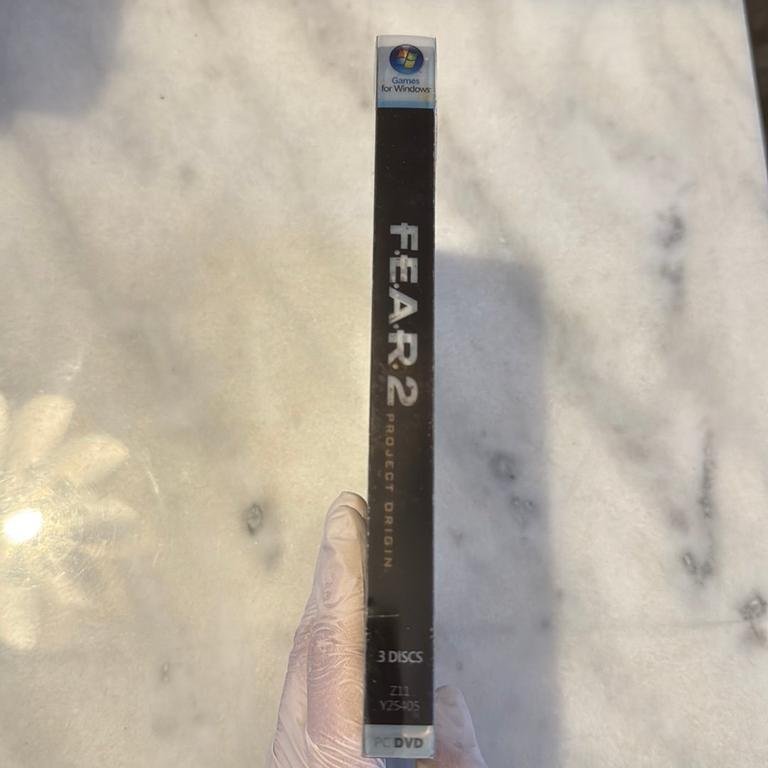 Games
for Windows
F.E.A.R.2
PROJECT ORIGIN
3 DISCS
Z11
Y25405
PC DVD